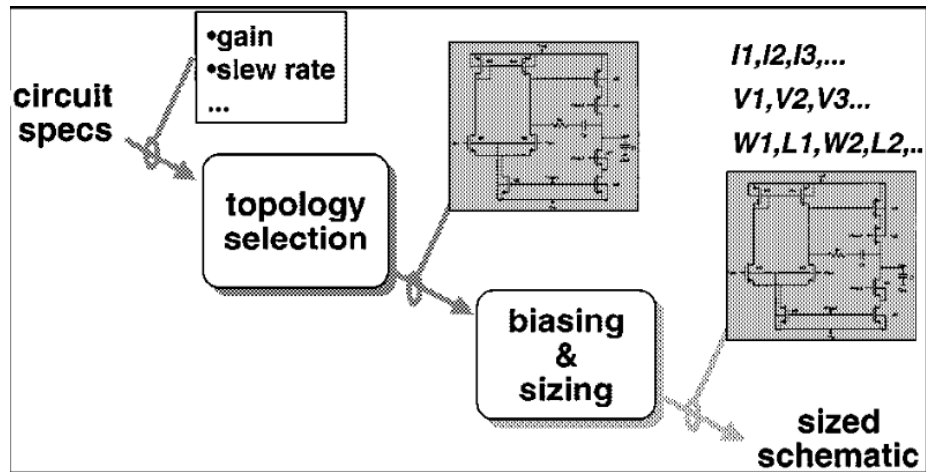 •gain
•slew rate
...
circuit
specs
topology
selection
I1,I2,I3,...
V1,V2,V3...
W1,L1,W2,L2,..
biasing
&
sizing
sized
schematic